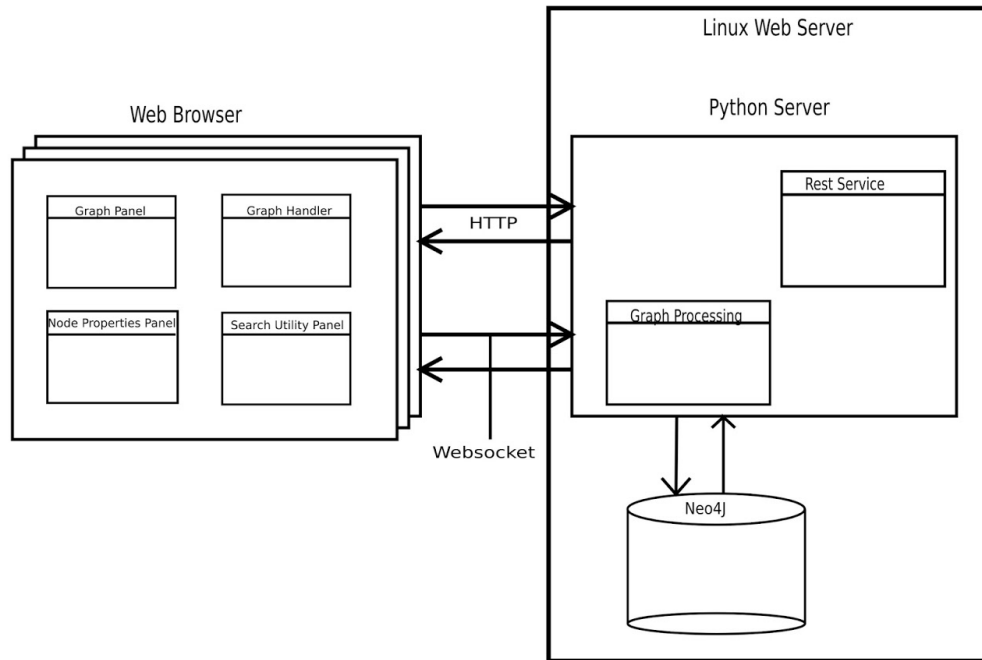 Linux Web Server
Web Browser
Python Server
Graph Panel
Graph Handler
Node Properties Panel
Search Utility Panel
HTTP
Websocket
Rest Service
Graph Processing
Neo4J